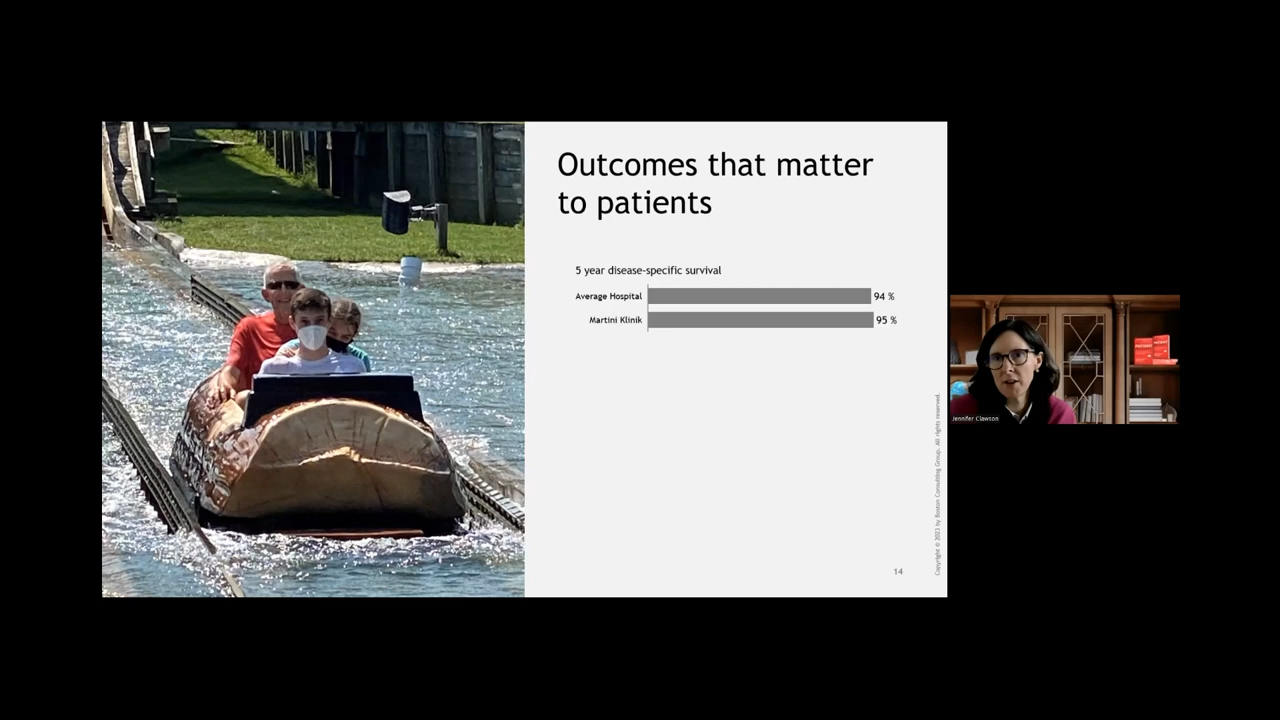 Outcomes that matter
to patients
5 year disease-specific survival
Average Hospital 94 %
Martini Klinik 95 %
14
Copyright © 2023 by Boston Consulting Group. All rights reserved.
Jennifer Clawson